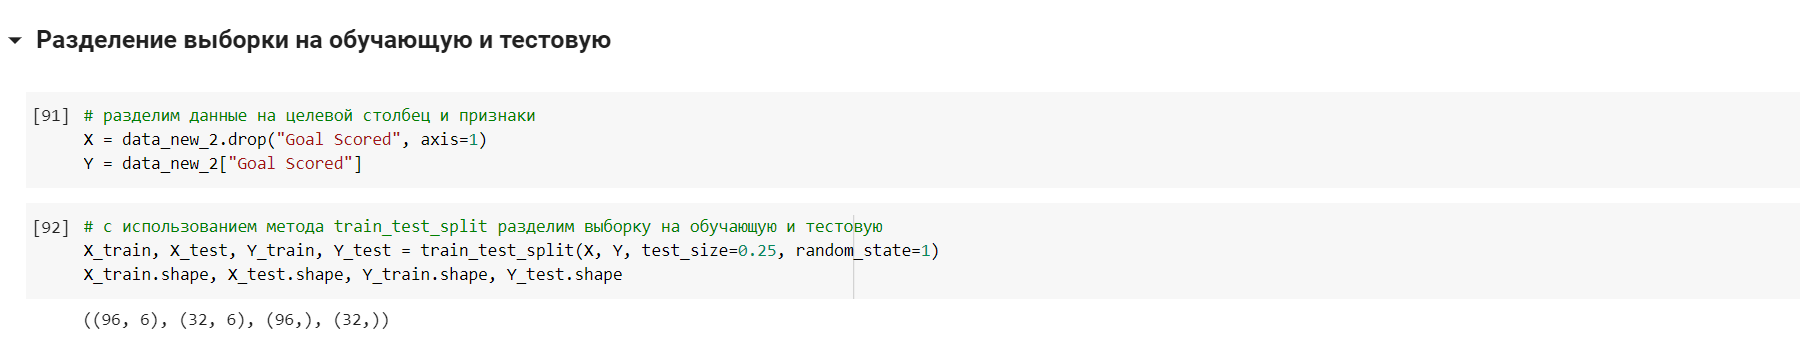 Разделение выборки на обучающую и тестовую
[91] # разделим данные на целевой столбец и признаки
X = data_new_2.drop("Goal Scored", axis=1)
Y = data_new_2["Goal Scored"]
[92] # с использованием метода train_test_split разделим выборку на обучающую и тестовую
X_train, X_test, Y_train, Y_test = train_test_split(X, Y, test_size=0.25, random_state=1)
X_train.shape, X_test.shape, Y_train.shape, Y_test.shape
((96, 6), (32, 6), (96,), (32,))